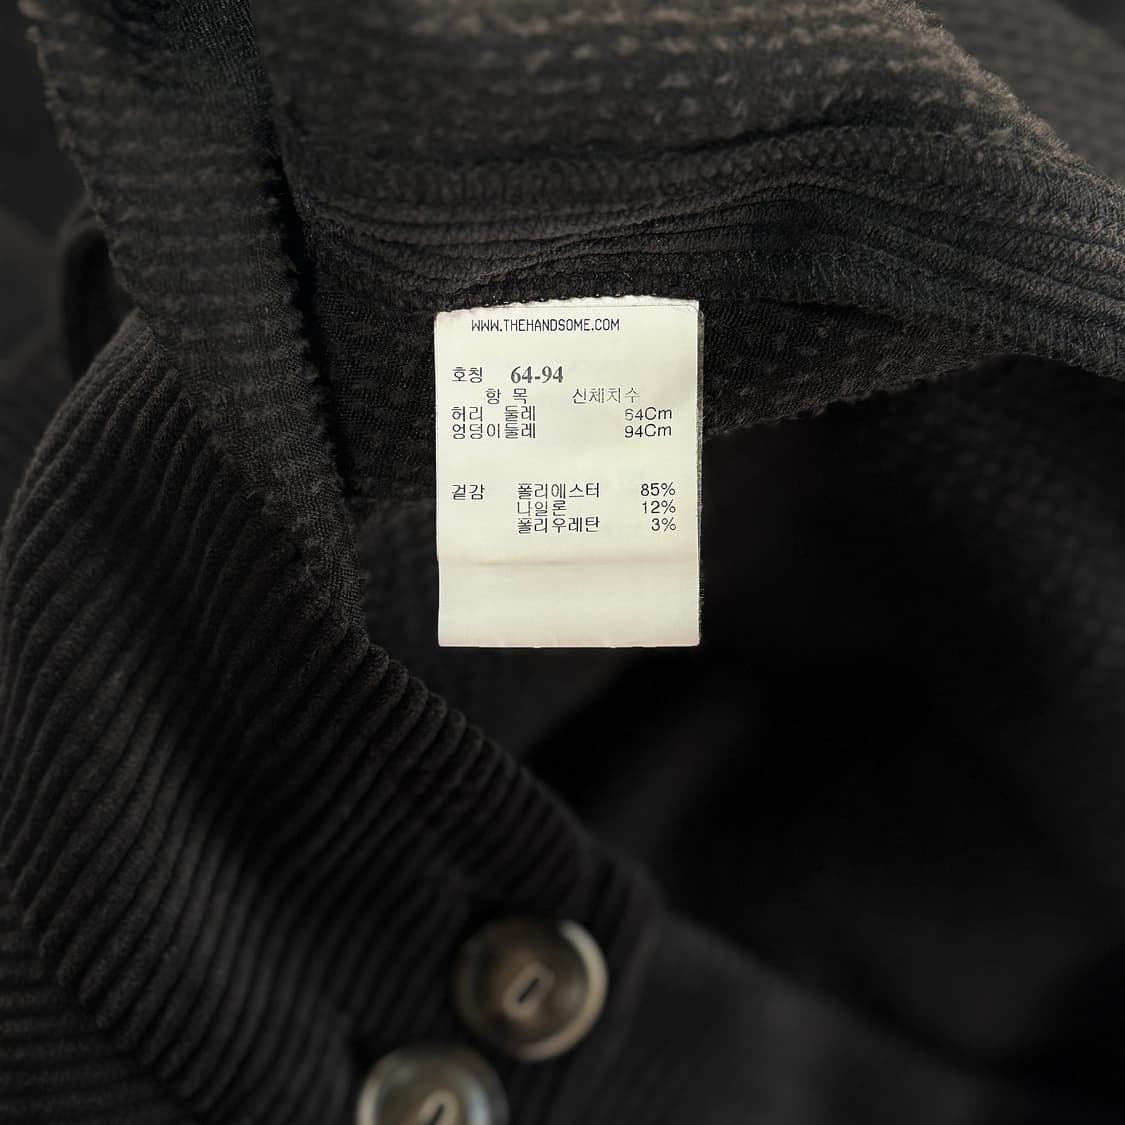 WWW.THEHANDSOME.COM
호칭 64-94
항 목 신체치수
허리 둘레 64Cm
엉덩이둘레 94Cm
겉감 폴리에스터 85%
나일론 12%
폴리우레탄 3%